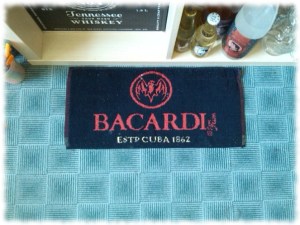 Tennessee
WHISKEY
BACARDI
ESTD CUBA 1862